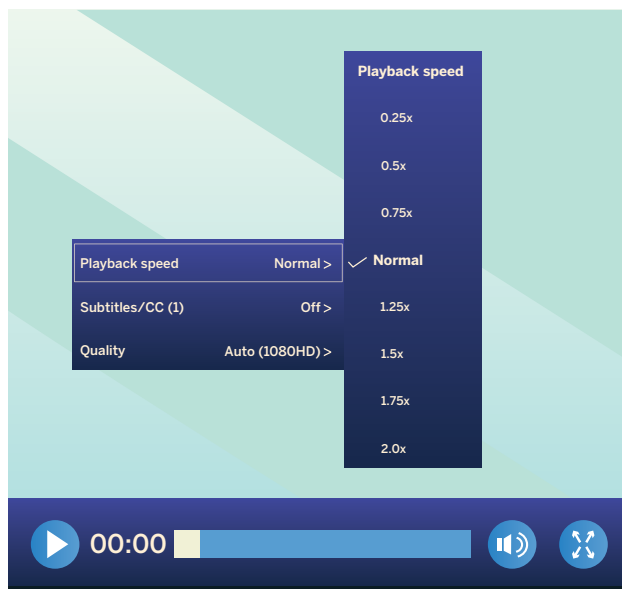 Playback speed
0.25x
0.5x
0.75x
Playback speed Normal >
Normal
Subtitles/CC (1) Off >
1.25x
Quality Auto (1080HD) >
1.5x
1.75x
2.0x
00:00